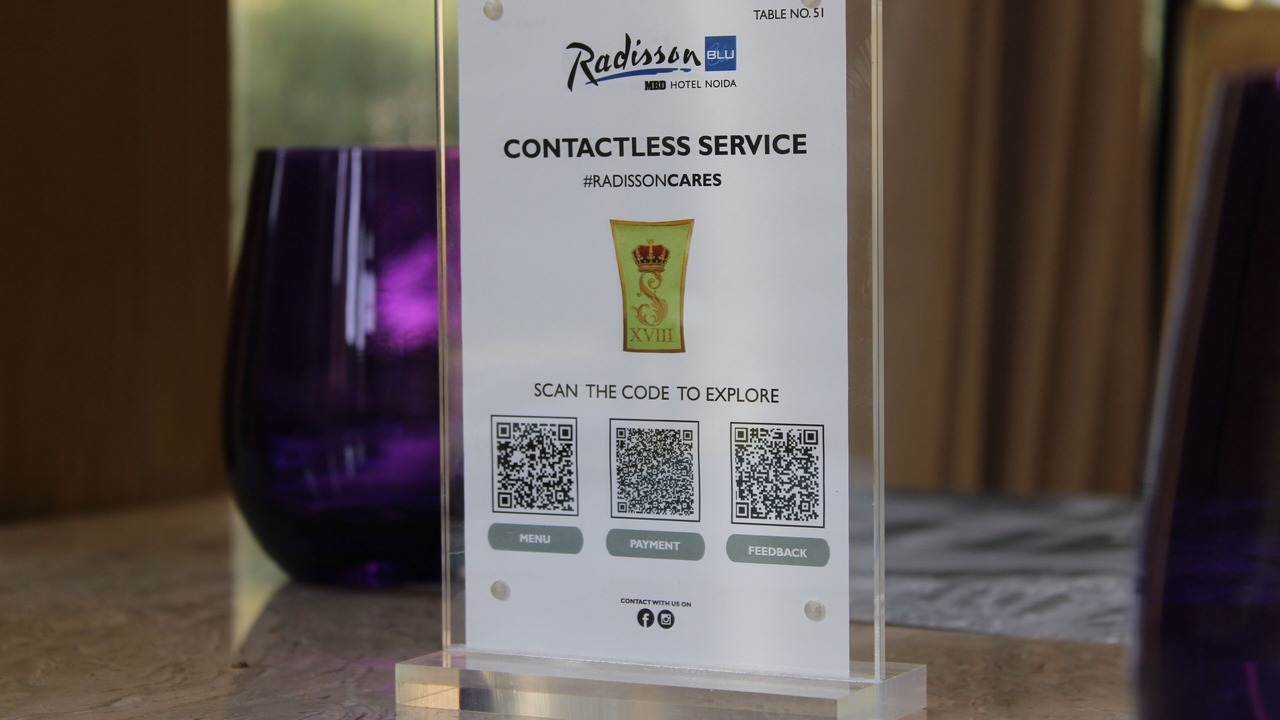 TABLE NO. 51
Radisson BLU
MBD HOTEL NOIDA
CONTACTLESS SERVICE
#RADISSONCARES
S
XVIII
SCAN THE CODE TO EXPLORE
MENU PAYMENT FEEDBACK
CONTACT WITH US ON